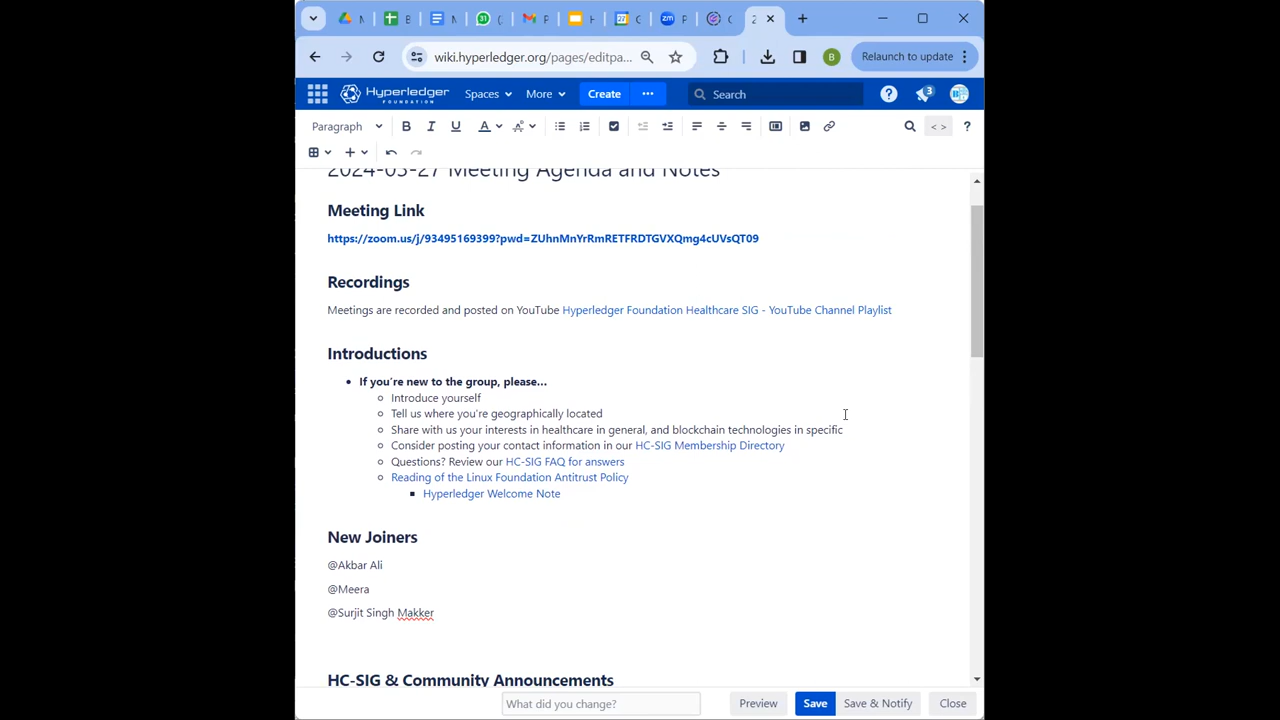 M
B
M
(
P
H
C
P
C
2
wiki.hyperledger.org/pages/editpa...
B
Relaunch to update
HYPERLEDGER
FOUNDATION
Spaces
More
Create
Search
3
Paragraph
B I U A
2024-03-27 Meeting Agenda and Notes
Meeting Link
https://zoom.us/j/93495169399?pwd=ZUhnMnYrRmRETFRDTGVXQmg4cUVsQT09
Recordings
Meetings are recorded and posted on YouTube Hyperledger Foundation Healthcare SIG - YouTube Channel Playlist
Introductions
If you're new to the group, please...
Introduce yourself
Tell us where you're geographically located
Share with us your interests in healthcare in general, and blockchain technologies in specific
Consider posting your contact information in our HC-SIG Membership Directory
Questions? Review our HC-SIG FAQ for answers
Reading of the Linux Foundation Antitrust Policy
Hyperledger Welcome Note
New Joiners
@Akbar Ali
@Meera
@Surjit Singh Makker
HC-SIG & Community Announcements
What did you change?
Preview
Save
Save & Notify
Close